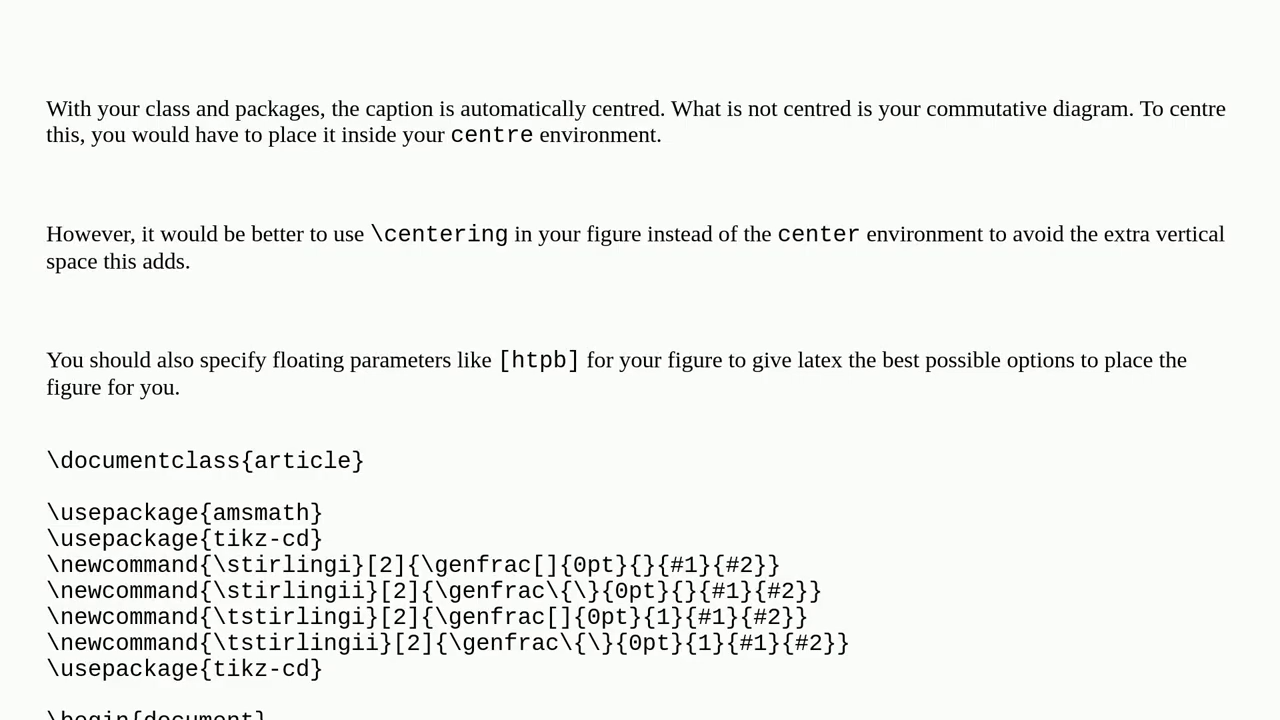 With your class and packages, the caption is automatically centred. What is not centred is your commutative diagram. To centre
this, you would have to place it inside your centre environment.
However, it would be better to use \centering in your figure instead of the center environment to avoid the extra vertical
space this adds.
You should also specify floating parameters like [htpb] for your figure to give latex the best possible options to place the
figure for you.
\documentclass{article}
\usepackage{amsmath}
\usepackage{tikz-cd}
\newcommand{\stirlingi}[2]{\genfrac[]{0pt}{}{#1}{#2}}
\newcommand{\stirlingii}[2]{\genfrac\{\}{0pt}{}{#1}{#2}}
\newcommand{\tstirlingi}[2]{\genfrac[]{0pt}{1}{#1}{#2}}
\newcommand{\tstirlingii}[2]{\genfrac\{\}{0pt}{1}{#1}{#2}}
\usepackage{tikz-cd}
\begin{document}